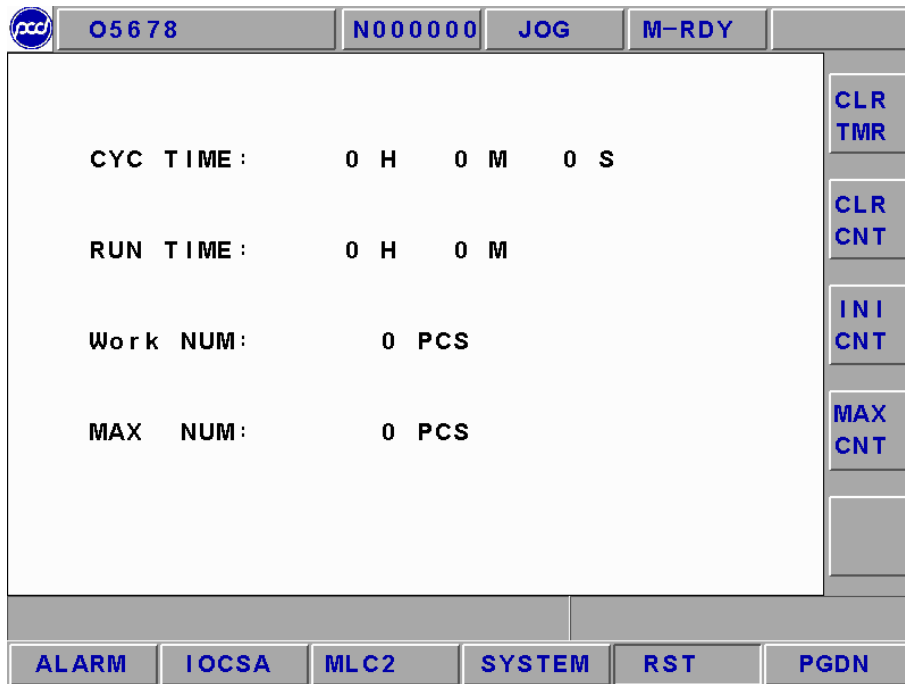 pcd O5678 N000000 JOG M-RDY
CLR
TMR
CYC TIME: 0 H 0 M 0 S
CLR
CNT
RUN TIME: 0 H 0 M
INI
CNT
Work NUM: 0 PCS
MAX
CNT
MAX NUM: 0 PCS
ALARM IOCSA MLC2 SYSTEM RST PGDN